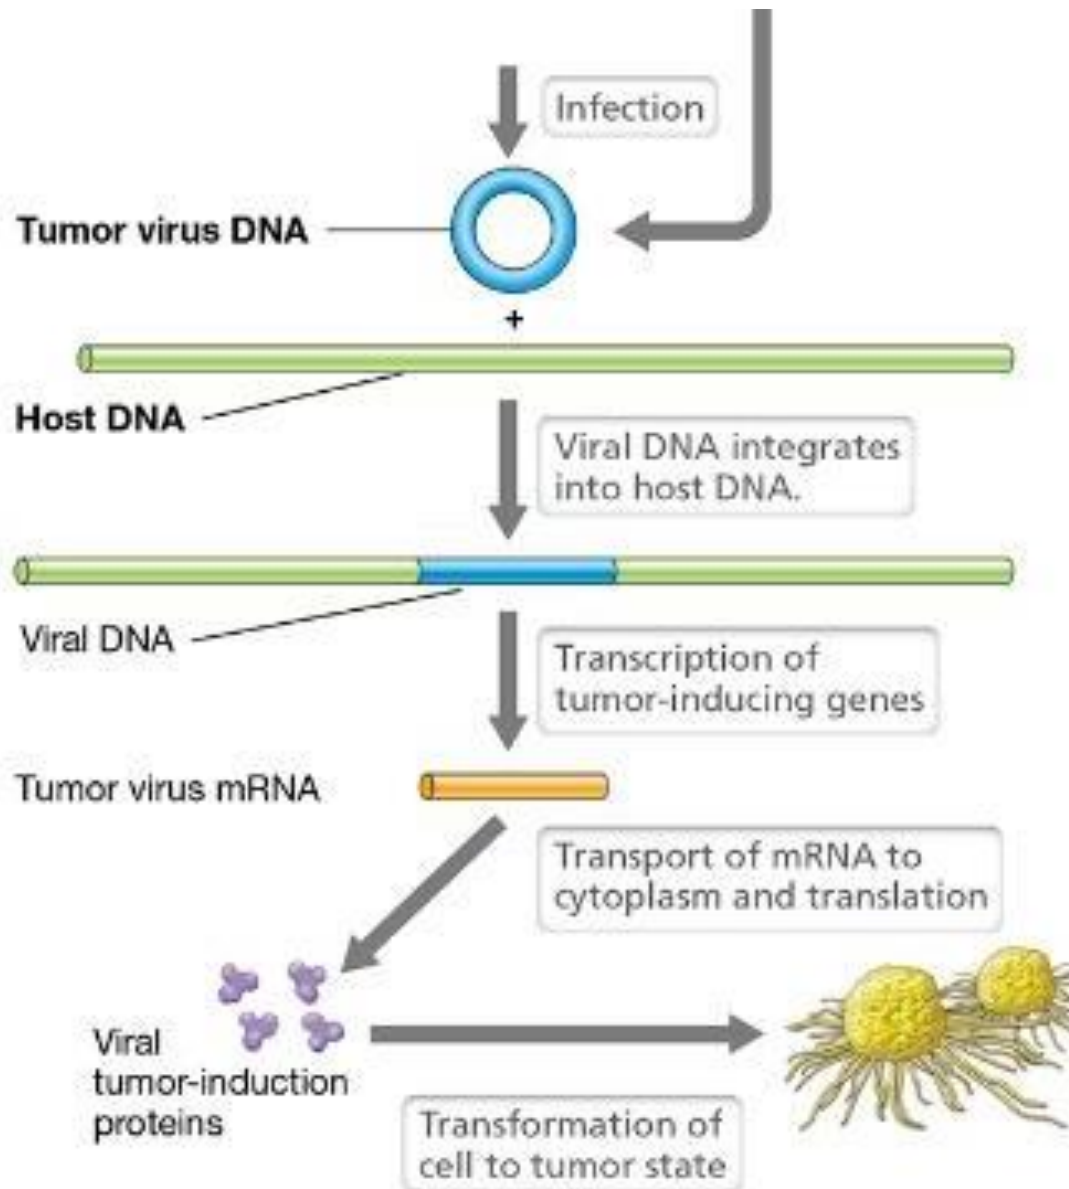 Infection
Tumor virus DNA
+
Host DNA
Viral DNA integrates
into host DNA.
Viral DNA
Transcription of
tumor-inducing genes
Tumor virus mRNA
Transport of mRNA to
cytoplasm and translation
Viral
tumor-induction
proteins
Transformation of
cell to tumor state